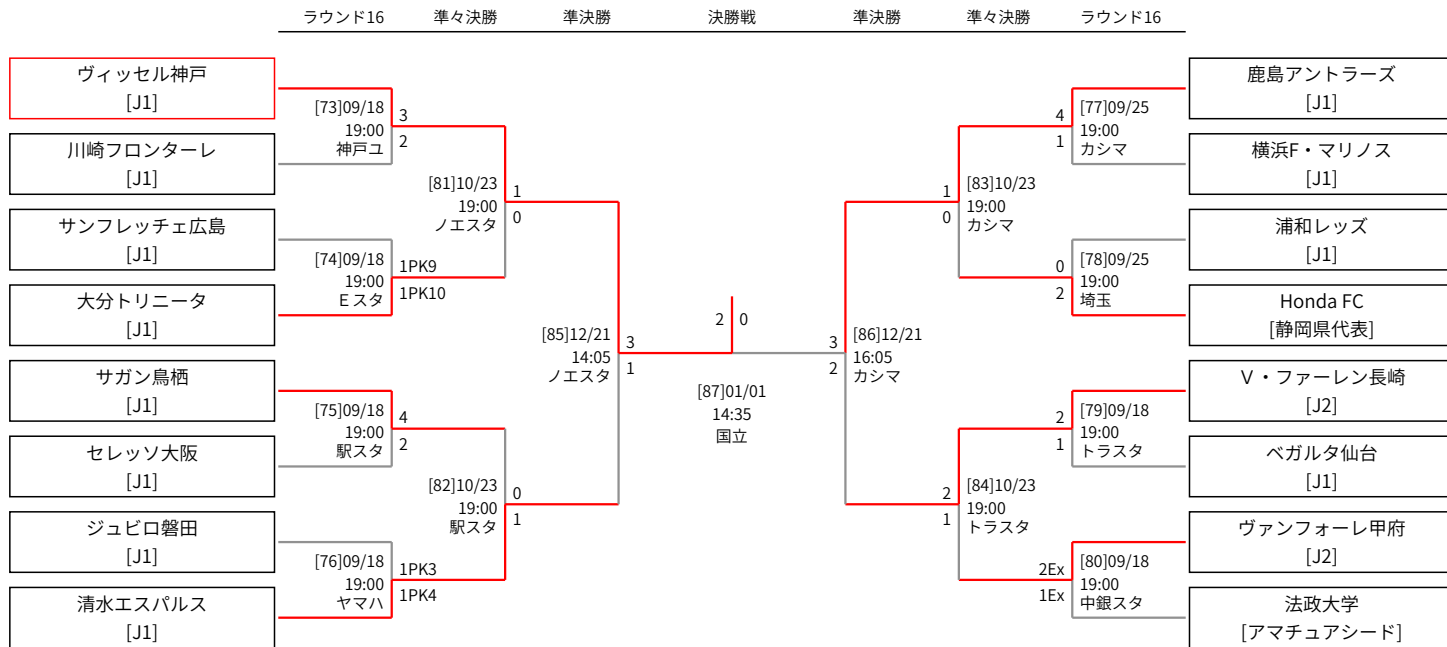 ラウンド16 準々決勝 準決勝 決勝戦 準決勝 準々決勝 ラウンド16
ヴィッセル神戸
[J1]
川崎フロンターレ
[J1]
サンフレッチェ広島
[J1]
大分トリニータ
[J1]
サガン鳥栖
[J1]
セレッソ大阪
[J1]
ジュビロ磐田
[J1]
清水エスパルス
[J1]
[73]09/18
19:00
神戸ユ
3
2
[74]09/18
19:00
Eスタ
1PK9
1PK10
[75]09/18
19:00
駅スタ
4
2
[76]09/18
19:00
ヤマハ
1PK3
1PK4
[81]10/23
19:00
ノエスタ
1
0
[82]10/23
19:00
駅スタ
0
1
[85]12/21
14:05
ノエスタ
3
1
2 0
[87]01/01
14:35
国立
3
2
[86]12/21
16:05
カシマ
1
0
[83]10/23
19:00
カシマ
2
1
[84]10/23
19:00
トラスタ
4
1
[77]09/25
19:00
カシマ
0
2
[78]09/25
19:00
埼玉
2
1
[79]09/18
19:00
トラスタ
2Ex
1Ex
[80]09/18
19:00
中銀スタ
鹿島アントラーズ
[J1]
横浜F・マリノス
[J1]
浦和レッズ
[J1]
Honda FC
[静岡県代表]
V・ファーレン長崎
[J2]
ベガルタ仙台
[J1]
ヴァンフォーレ甲府
[J2]
法政大学
[アマチュアシード]